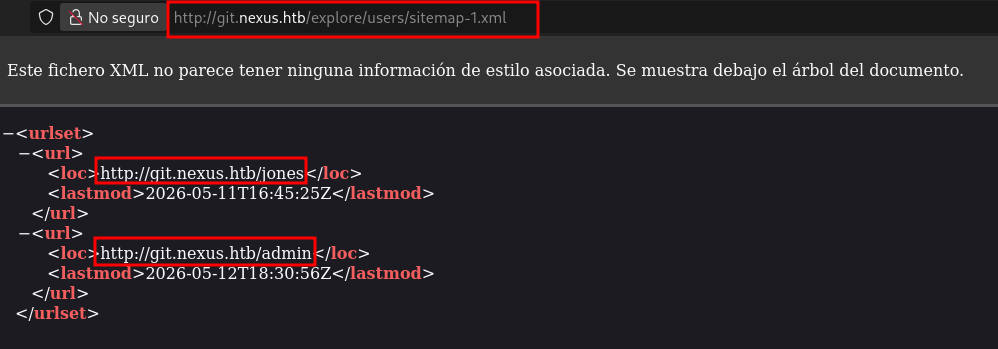 No seguro http://git.nexus.htb/explore/users/sitemap-1.xml
Este fichero XML no parece tener ninguna información de estilo asociada. Se muestra debajo el árbol del documento.
−<urlset>
−<url>
<loc>http://git.nexus.htb/jones</loc>
<lastmod>2026-05-11T16:45:25Z</lastmod>
</url>
−<url>
<loc>http://git.nexus.htb/admin</loc>
<lastmod>2026-05-12T18:30:56Z</lastmod>
</url>
</urlset>